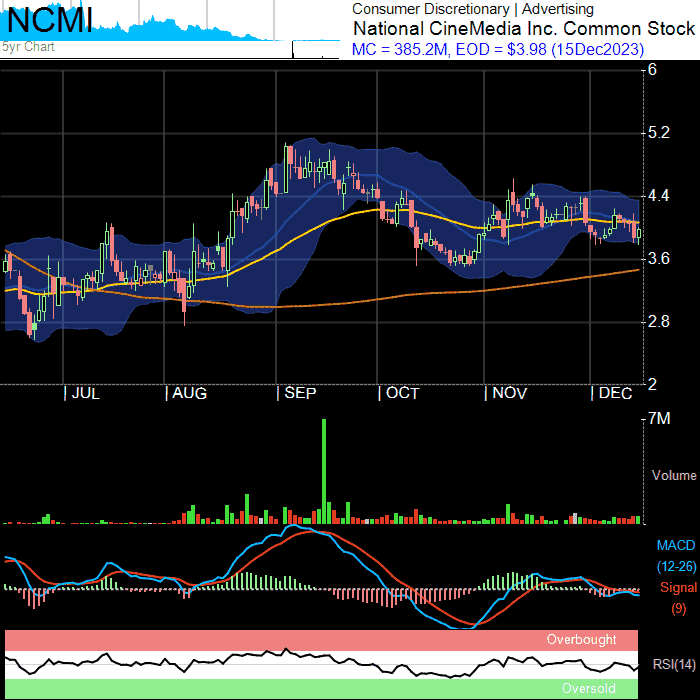 NCMI
5yr Chart
Consumer Discretionary | Advertising
National CineMedia Inc. Common Stock
MC = 385.2M, EOD = $3.98 (15Dec2023)
6
5.2
4.4
3.6
2.8
2
| JUL | AUG | SEP | OCT | NOV | DEC
7M
Volume
MACD
(12-26)
Signal
(9)
Overbought
RSI(14)
Oversold